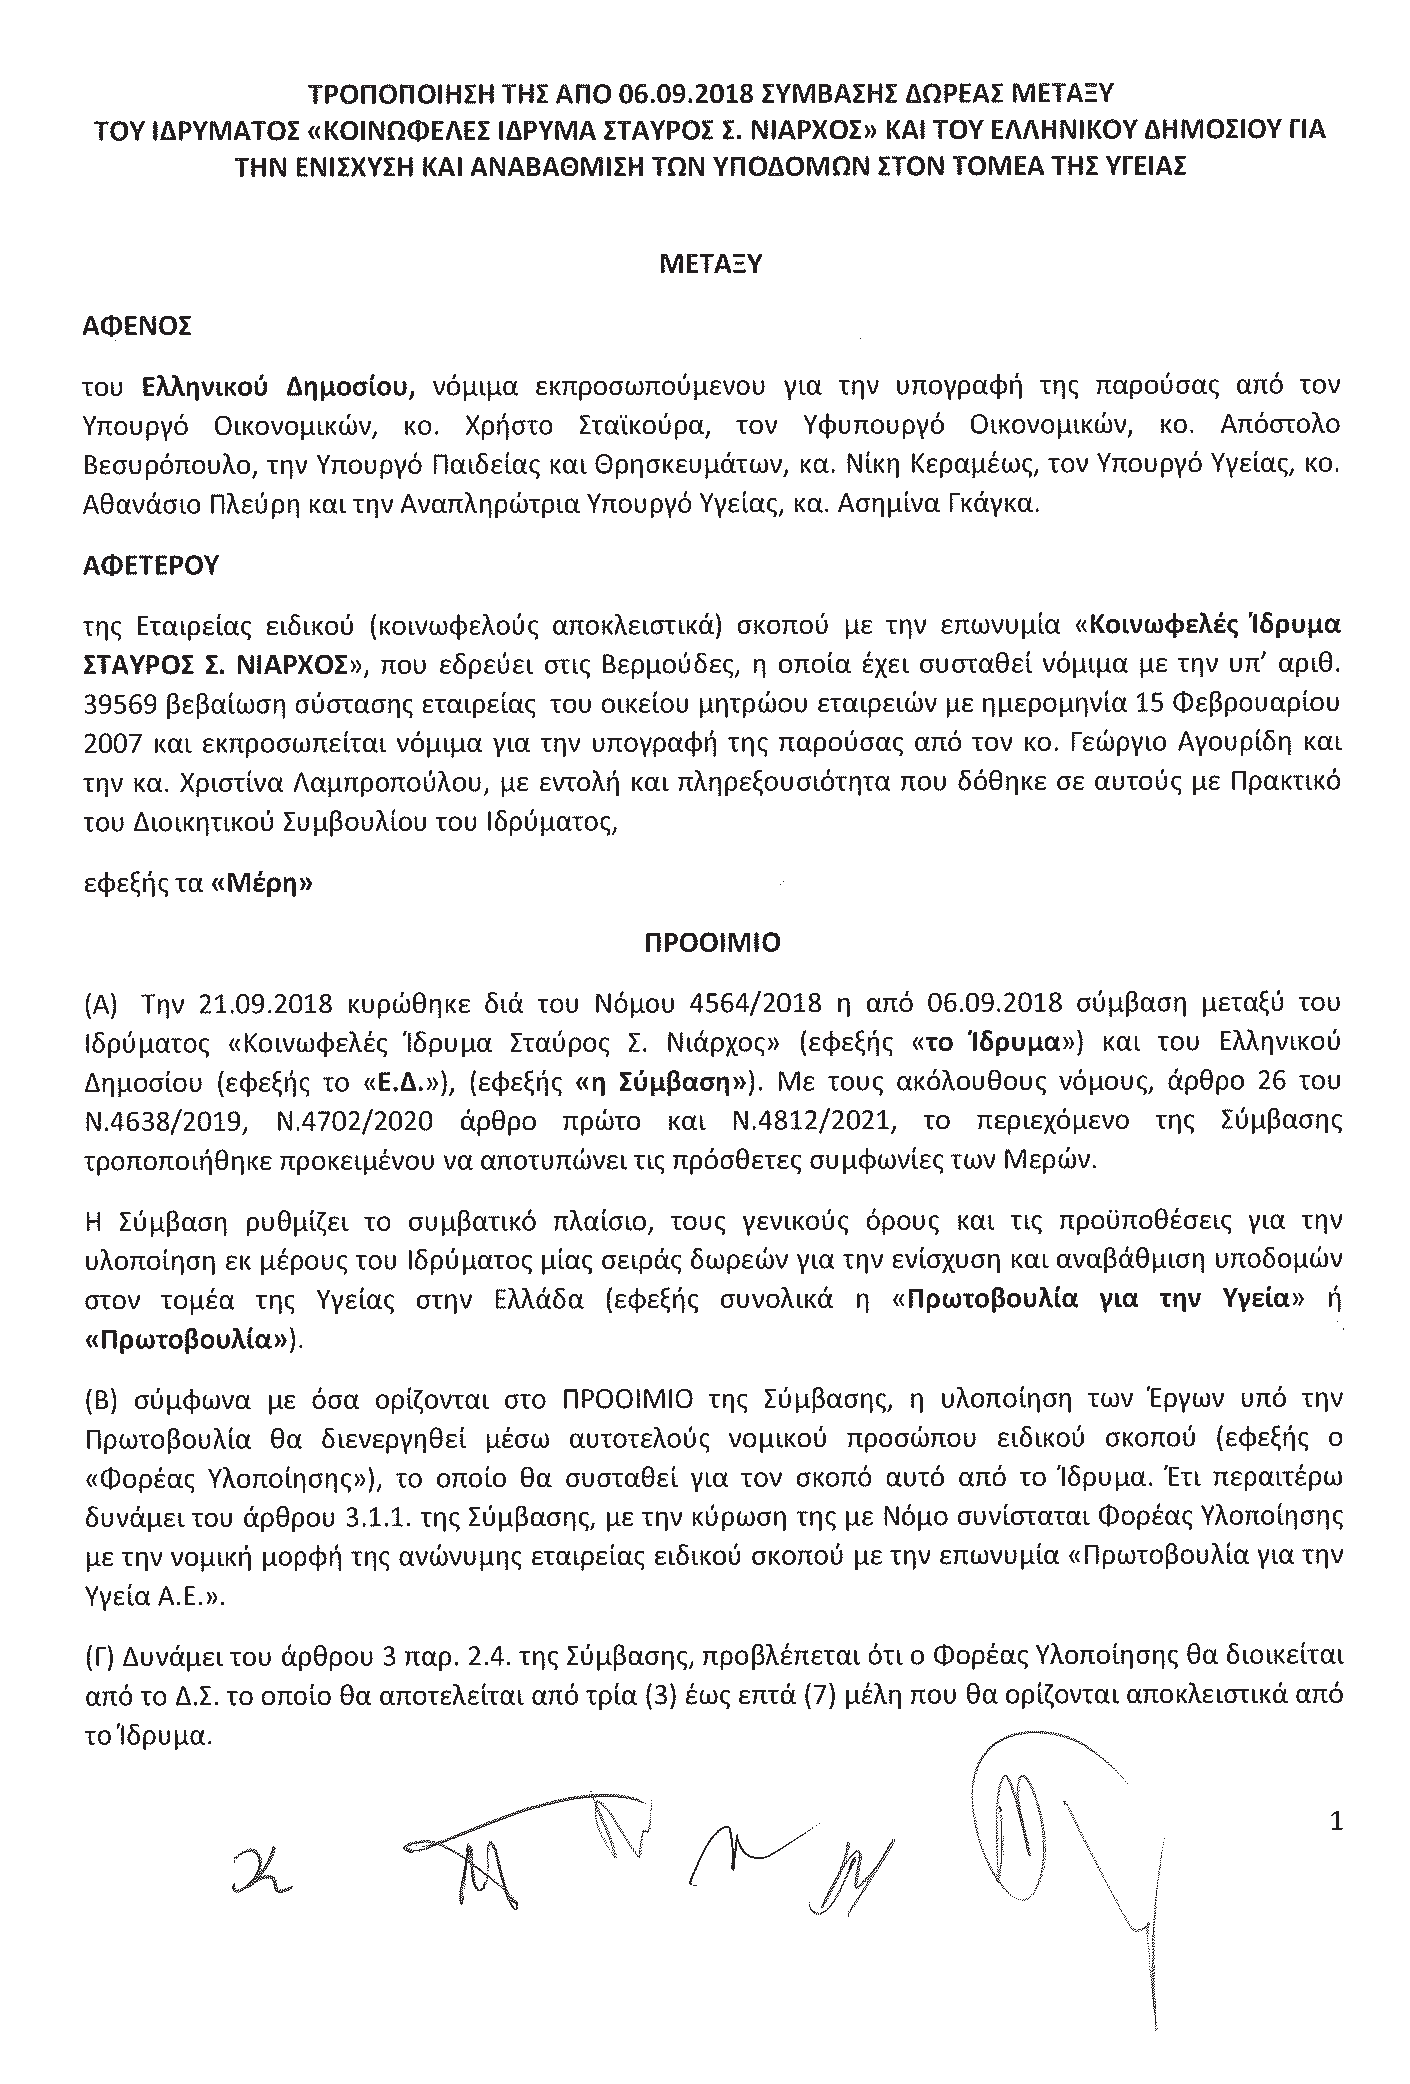 ΤΡΟΠΟΠΟΙΗΣΗ ΤΗΣ ΑΠΟ 06.09.2018 ΣΥΜΒΑΣΗΣ ΔΩΡΕΑΣ ΜΕΤΑΞΥ
ΤΟΥ ΙΔΡΥΜΑΤΟΣ «ΚΟΙΝΩΦΕΛΕΣ ΙΔΡΥΜΑ ΣΤΑΥΡΟΣ Σ. ΝΙΑΡΧΟΣ» ΚΑΙ ΤΟΥ ΕΛΛΗΝΙΚΟΥ ΔΗΜΟΣΙΟΥ ΓΙΑ
ΤΗΝ ΕΝΙΣΧΥΣΗ ΚΑΙ ΑΝΑΒΑΘΜΙΣΗ ΤΩΝ ΥΠΟΔΟΜΩΝ ΣΤΟΝ ΤΟΜΕΑ ΤΗΣ ΥΓΕΙΑΣ
ΜΕΤΑΞΥ
ΑΦΕΝΟΣ
του Ελληνικού Δημοσίου, νόμιμα εκπροσωπούμενου για την υπογραφή της παρούσας από τον
Υπουργό Οικονομικών, κο. Χρήστο Σταϊκούρα, τον Υφυπουργό Οικονομικών, κο. Απόστολο
Βεσυρόπουλο, την Υπουργό Παιδείας και Θρησκευμάτων, κα. Νίκη Κεραμέως, τον Υπουργό Υγείας, κο.
Αθανάσιο Πλεύρη και την Αναπληρώτρια Υπουργό Υγείας, κα. Ασημίνα Γκάγκα.
ΑΦΕΤΕΡΟΥ
της Εταιρείας ειδικού (κοινωφελούς αποκλειστικά) σκοπού με την επωνυμία «Κοινωφελές Ίδρυμα
ΣΤΑΥΡΟΣ Σ. ΝΙΑΡΧΟΣ», που εδρεύει στις Βερμούδες, η οποία έχει συσταθεί νόμιμα με την υπ' αριθ.
39569 βεβαίωση σύστασης εταιρείας του οικείου μητρώου εταιρειών με ημερομηνία 15 Φεβρουαρίου
2007 και εκπροσωπείται νόμιμα για την υπογραφή της παρούσας από τον κο. Γεώργιο Αγουρίδη και
την κα. Χριστίνα Λαμπροπούλου, με εντολή και πληρεξουσιότητα που δόθηκε σε αυτούς με Πρακτικό
του Διοικητικού Συμβουλίου του Ιδρύματος,
εφεξής τα «Μέρη»
ΠΡΟΟΙΜΙΟ
(Α) Την 21.09.2018 κυρώθηκε διά του Νόμου 4564/2018 η από 06.09.2018 σύμβαση μεταξύ του
Ιδρύματος «Κοινωφελές Ίδρυμα Σταύρος Σ. Νιάρχος» (εφεξής «το Ίδρυμα») και του Ελληνικού
Δημοσίου (εφεξής το «Ε.Δ.»), (εφεξής «η Σύμβαση»). Με τους ακόλουθους νόμους, άρθρο 26 του
Ν.4638/2019, Ν.4702/2020 άρθρο πρώτο και Ν.4812/2021, το περιεχόμενο της Σύμβασης
τροποποιήθηκε προκειμένου να αποτυπώνει τις πρόσθετες συμφωνίες των Μερών.
Η Σύμβαση ρυθμίζει το συμβατικό πλαίσιο, τους γενικούς όρους και τις προϋποθέσεις για την
υλοποίηση εκ μέρους του Ιδρύματος μίας σειράς δωρεών για την ενίσχυση και αναβάθμιση υποδομών
στον τομέα της Υγείας στην Ελλάδα (εφεξής συνολικά η «Πρωτοβουλία για την Υγεία» ή
«Πρωτοβουλία»).
(Β) σύμφωνα με όσα ορίζονται στο ΠΡΟΟΙΜΙΟ της Σύμβασης, η υλοποίηση των Έργων υπό την
Πρωτοβουλία θα διενεργηθεί μέσω αυτοτελούς νομικού προσώπου ειδικού σκοπού (εφεξής ο
«Φορέας Υλοποίησης»), το οποίο θα συσταθεί για τον σκοπό αυτό από το Ίδρυμα. Έτι περαιτέρω
δυνάμει του άρθρου 3.1.1. της Σύμβασης, με την κύρωση της με Νόμο συνίσταται Φορέας Υλοποίησης
με την νομική μορφή της ανώνυμης εταιρείας ειδικού σκοπού με την επωνυμία «Πρωτοβουλία για την
Υγεία Α.Ε.».
(Γ) Δυνάμει του άρθρου 3 παρ. 2.4. της Σύμβασης, προβλέπεται ότι ο Φορέας Υλοποίησης θα διοικείται
από το Δ.Σ. το οποίο θα αποτελείται από τρία (3) έως επτά (7) μέλη που θα ορίζονται αποκλειστικά από
το Ίδρυμα.
1